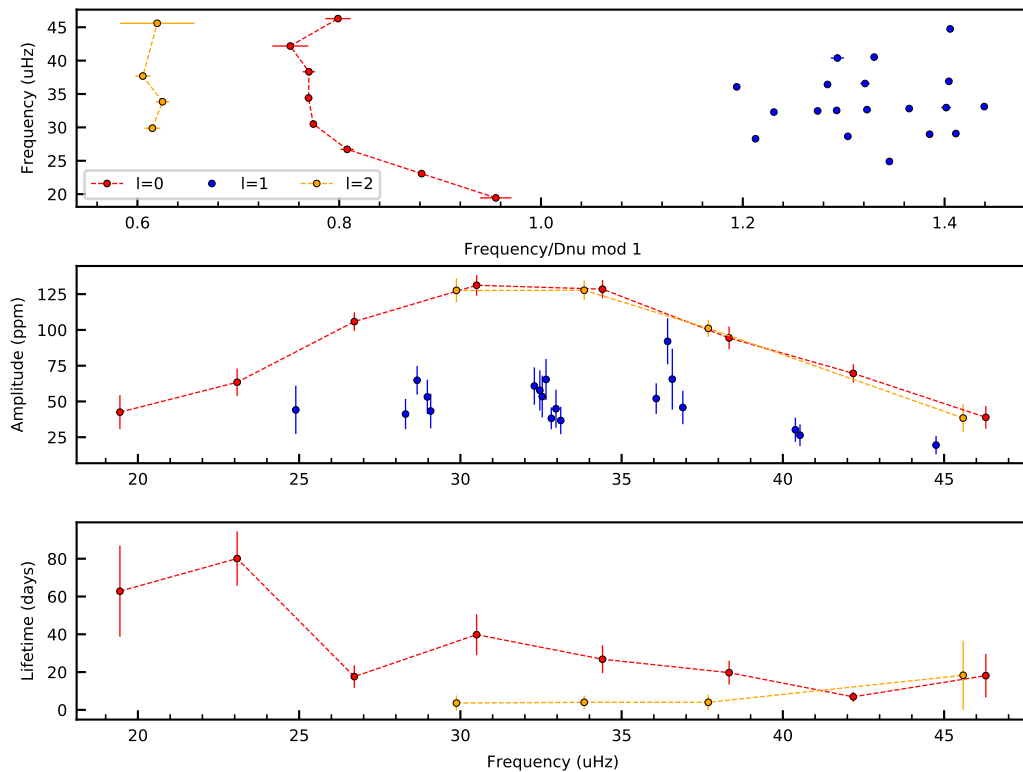 45
40
35
30
25
20
Frequency (uHz)
l=0 l=1 l=2
0.6 0.8 1.0 1.2 1.4
Frequency/Dnu mod 1
125
100
75
50
25
Amplitude (ppm)
20 25 30 35 40 45
80
60
40
20
0
Lifetime (days)
20 25 30 35 40 45
Frequency (uHz)